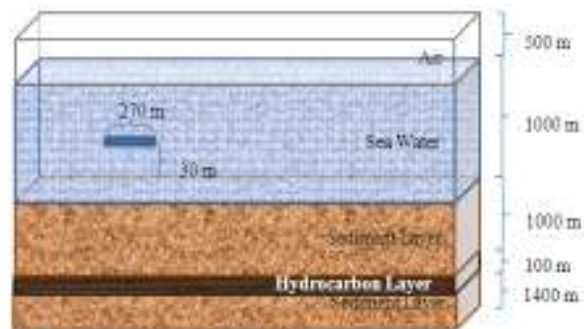 500 m
Air
270 m
1000 m
Sea Water
30 m
1000 m
Sediment Layer
100 m
Hydrocarbon Layer
1400 m
Sediment Layer